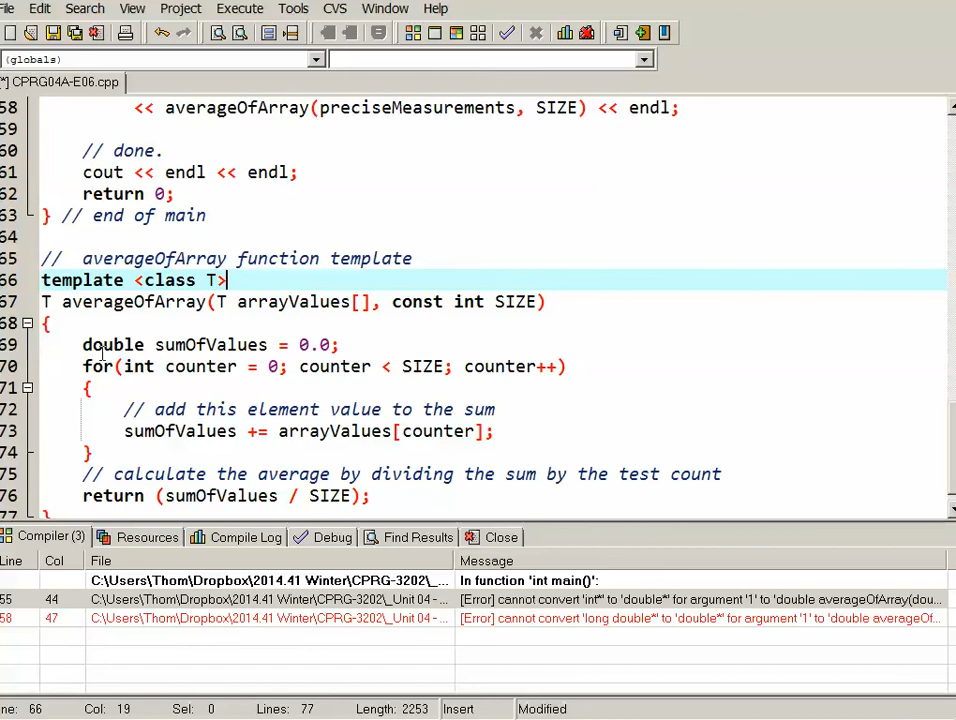 File Edit Search View Project Execute Tools CVS Window Help
(globals)
[*] CPRG04A-E06.cpp
58 << averageOfArray(preciseMeasurements, SIZE) << endl;
59
60 // done.
61 cout << endl << endl;
62 return 0;
63 } // end of main
64
65 // averageOfArray function template
66 template <class T>
67 T averageOfArray(T arrayValues[], const int SIZE)
68 {
69 double sumOfValues = 0.0;
70 for(int counter = 0; counter < SIZE; counter++)
71 {
72 // add this element value to the sum
73 sumOfValues += arrayValues[counter];
74 }
75 // calculate the average by dividing the sum by the test count
76 return (sumOfValues / SIZE);
77 }
Compiler (3) Resources Compiler Log Debug Find Results Close
Line Col File Message
C:\Users\Thom\Dropbox\2014.41 Winter\CPRG-3202\_... In function 'int main()':
55 44 C:\Users\Thom\Dropbox\2014.41 Winter\CPRG-3202\_Unit 04 - ... [Error] cannot convert 'int*' to 'double*' for argument '1' to 'double averageOfArray(dou...
58 47 C:\Users\Thom\Dropbox\2014.41 Winter\CPRG-3202\_Unit 04 - ... [Error] cannot convert 'long double*' to 'double*' for argument '1' to 'double averageOf...
Line: 66 Col: 19 Sel: 0 Lines: 77 Length: 2253 Insert Modified